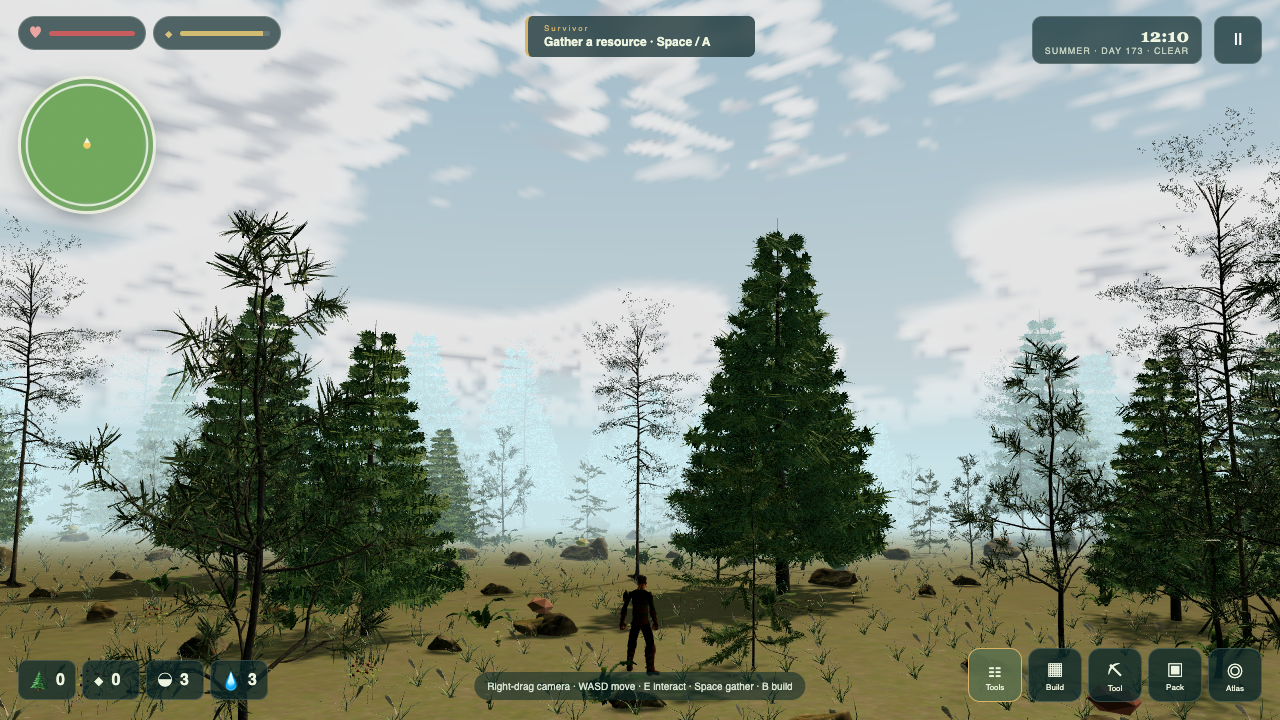 Survivor
Gather a resource · Space / A
12:10
SUMMER · DAY 173 · CLEAR
0
0
3
3
Right-drag camera · WASD move · E interact · Space gather · B build
Tools
Build
Tool
Pack
Atlas